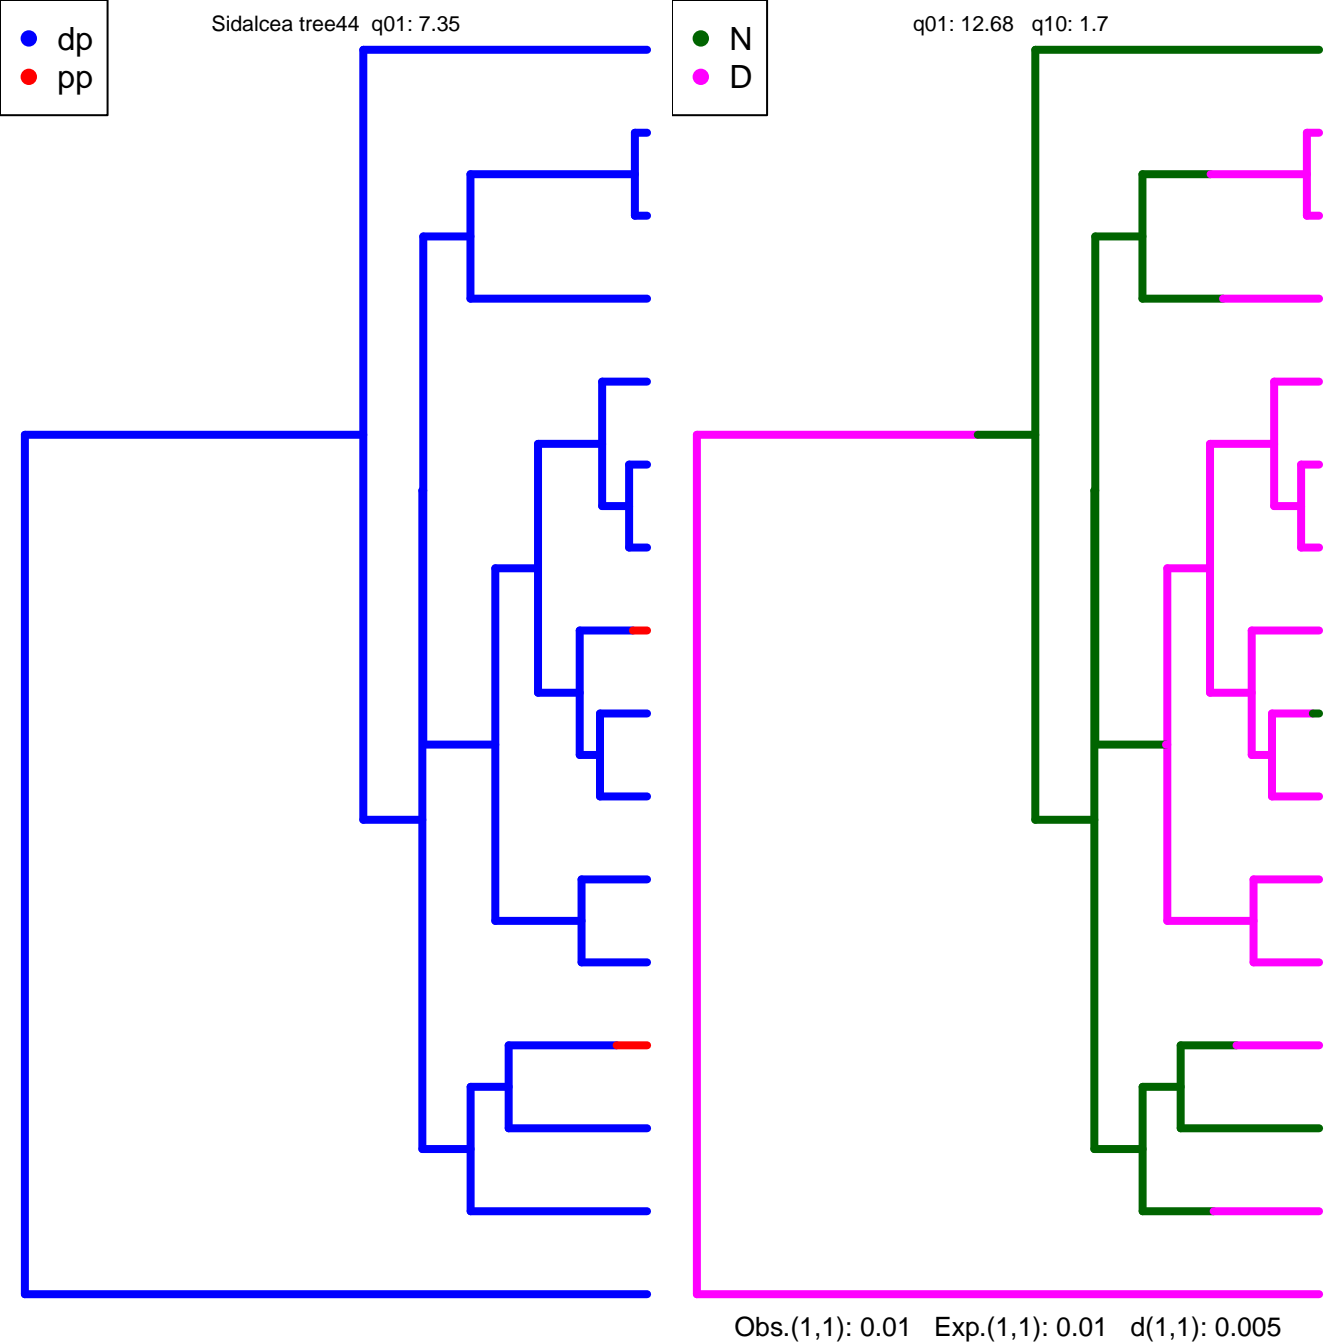 Sidalcea tree44 q01: 7.35
dp
pp
q01: 12.68 q10: 1.7
N
D
Obs.(1,1): 0.01 Exp.(1,1): 0.01 d(1,1): 0.005